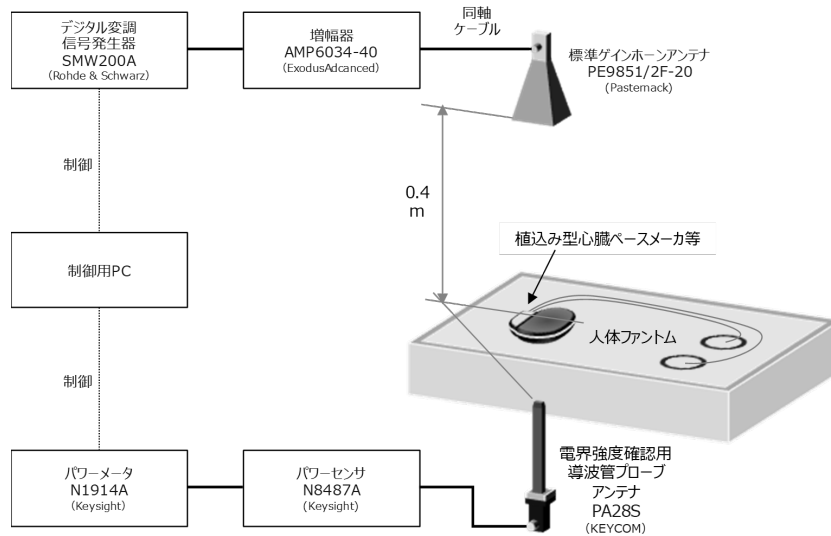 デジタル変調
信号発生器
SMW200A
(Rohde & Schwarz)
増幅器
AMP6034-40
(ExodusAdcanced)
同軸
ケーブル
標準ゲインホーンアンテナ
PE9851/2F-20
(Pasternack)
制御
0.4
m
植込み型心臓ペースメーカ等
制御用PC
人体ファントム
制御
パワーメータ
N1914A
(Keysight)
パワーセンサ
N8487A
(Keysight)
電界強度確認用
導波管プローブ
アンテナ
PA28S
(KEYCOM)